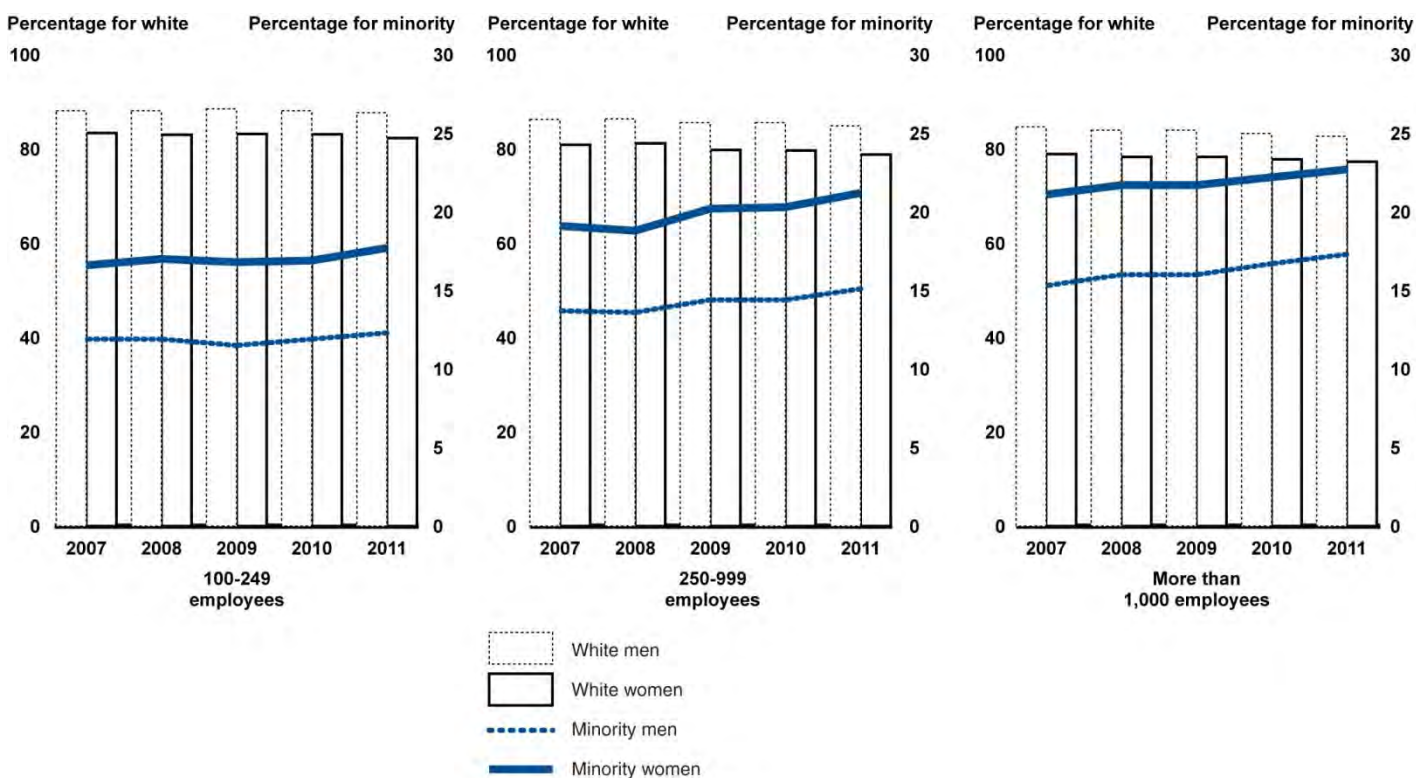 Percentage for white Percentage for minority
100 30
25
80
20
60
15
40
10
20
5
0 0
2007 2008 2009 2010 2011
100-249
employees
Percentage for white Percentage for minority
100 30
25
80
20
60
15
40
10
20
5
0 0
2007 2008 2009 2010 2011
250-999
employees
Percentage for white Percentage for minority
100 30
25
80
20
60
15
40
10
20
5
0 0
2007 2008 2009 2010 2011
More than
1,000 employees
White men
White women
Minority men
Minority women